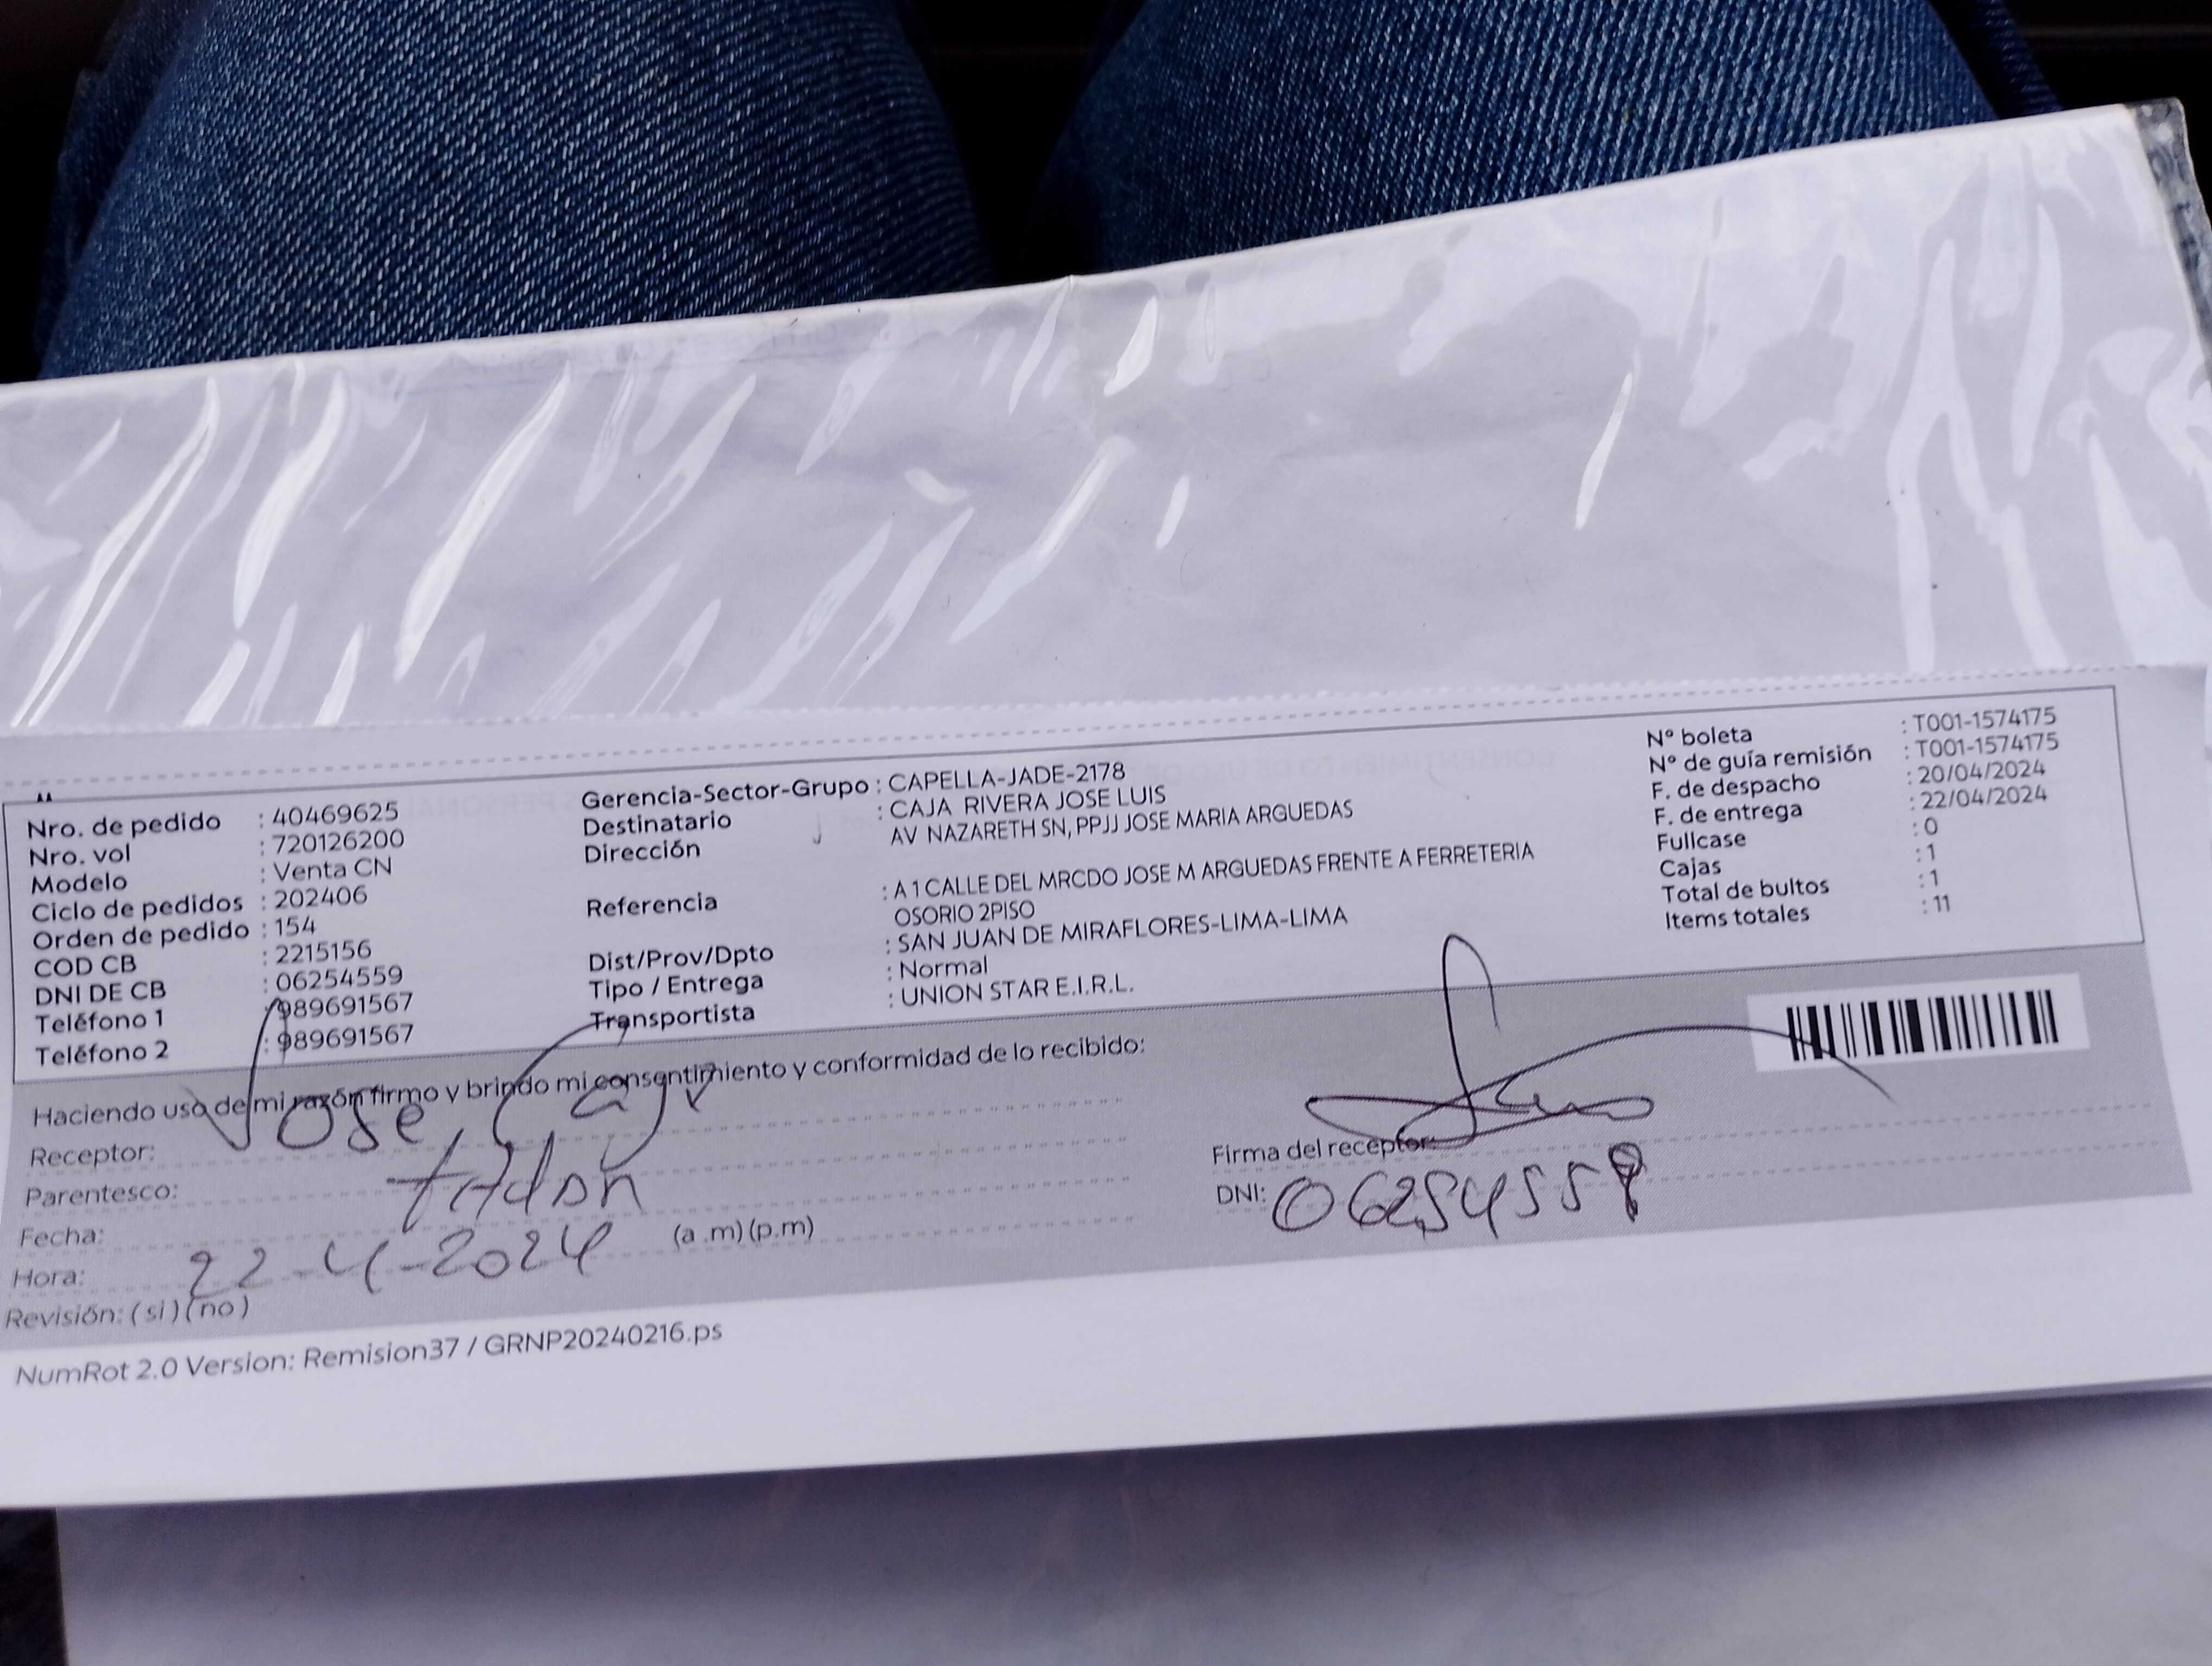 Nro. de pedido : 40469625
Nro. vol : 720126200
Modelo : Venta CN
Ciclo de pedidos : 202406
Orden de pedido : 154
COD CB : 2215156
DNI DE CB : 06254559
Teléfono 1 : 989691567
Teléfono 2 : 989691567
Gerencia-Sector-Grupo : CAPELLA-JADE-2178
Destinatario : CAJA RIVERA JOSE LUIS
Dirección AV NAZARETH SN, PPJJ JOSE MARIA ARGUEDAS
Referencia : A 1 CALLE DEL MRCDO JOSE M ARGUEDAS FRENTE A FERRETERIA
OSORIO 2PISO
Dist/Prov/Dpto : SAN JUAN DE MIRAFLORES-LIMA-LIMA
Tipo / Entrega : Normal
Transportista : UNION STAR E.I.R.L.
N° boleta : T001-1574175
N° de guía remisión : T001-1574175
F. de despacho : 20/04/2024
F. de entrega : 22/04/2024
Fullcase : 0
Cajas : 1
Total de bultos : 1
Items totales : 11
Haciendo uso de mi razón firmo y brindo mi consentimiento y conformidad de lo recibido:
Receptor: Jose
Parentesco:
Fecha: 22-4-2024
Hora: (a .m) (p.m)
Revisión: ( si ) ( no )
Firma del receptor:
DNI: 06254559
NumRot 2.0 Version: Remision37 / GRNP20240216.ps